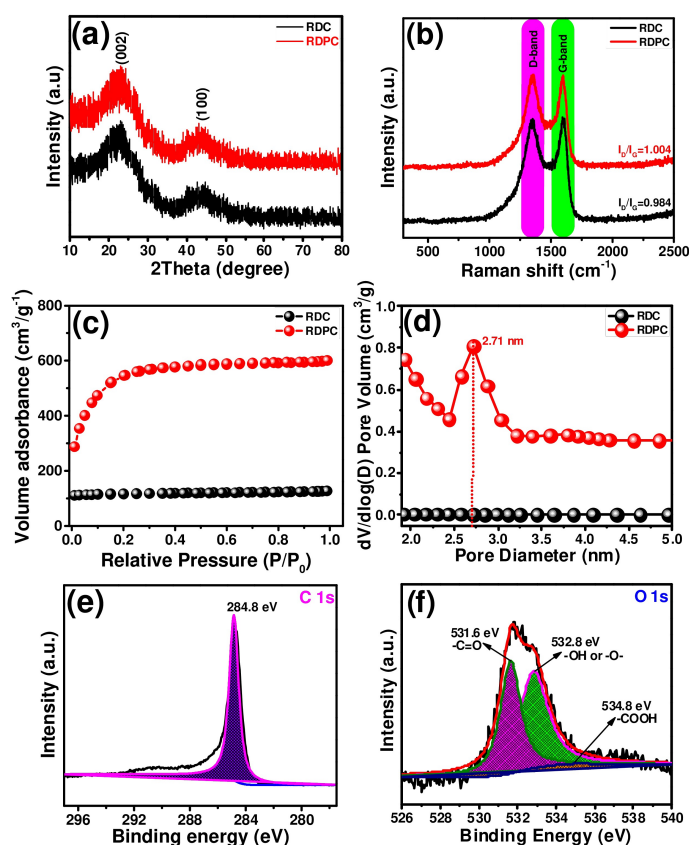 (a)
RDC
RDPC
(002)
(100)
Intensity (a.u)
10 20 30 40 50 60 70 80
2Theta (degree)
(b)
RDC
RDPC
D-band
G-band
I_D/I_G=1.004
I_D/I_G=0.984
Intensity (a.u.)
500 1000 1500 2000 2500
Raman shift (cm⁻¹)
(c)
RDC
RDPC
800
600
400
200
0
Volume adsorbance (cm³/g⁻¹)
0.0 0.2 0.4 0.6 0.8 1.0
Relative Pressure (P/P₀)
(d)
RDC
RDPC
2.71 nm
1.0
0.8
0.6
0.4
0.2
0.0
dV/dlog(D) Pore Volume (cm³/g)
2.0 2.5 3.0 3.5 4.0 4.5 5.0
Pore Diameter (nm)
(e)
C 1s
284.8 eV
Intensity (a.u.)
296 292 288 284 280
Binding energy (eV)
(f)
O 1s
531.6 eV
-C=O
532.8 eV
-OH or -O-
534.8 eV
-COOH
Intensity (a.u.)
526 528 530 532 534 536 538 540
Binding Energy (eV)